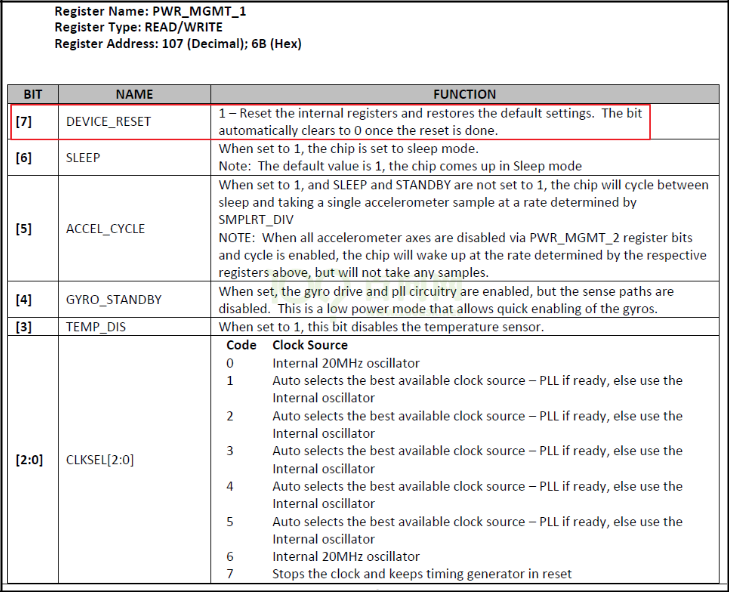 Register Name: PWR_MGMT_1
Register Type: READ/WRITE
Register Address: 107 (Decimal); 6B (Hex)
BIT NAME FUNCTION
[7] DEVICE_RESET 1 – Reset the internal registers and restores the default settings. The bit
automatically clears to 0 once the reset is done.
[6] SLEEP When set to 1, the chip is set to sleep mode.
Note: The default value is 1, the chip comes up in Sleep mode
[5] ACCEL_CYCLE When set to 1, and SLEEP and STANDBY are not set to 1, the chip will cycle between
sleep and taking a single accelerometer sample at a rate determined by
SMPLRT_DIV
NOTE: When all accelerometer axes are disabled via PWR_MGMT_2 register bits
and cycle is enabled, the chip will wake up at the rate determined by the respective
registers above, but will not take any samples.
[4] GYRO_STANDBY When set, the gyro drive and pll circuitry are enabled, but the sense paths are
disabled. This is a low power mode that allows quick enabling of the gyros.
[3] TEMP_DIS When set to 1, this bit disables the temperature sensor.
[2:0] CLKSEL[2:0] Code Clock Source
0 Internal 20MHz oscillator
1 Auto selects the best available clock source – PLL if ready, else use the
Internal oscillator
2 Auto selects the best available clock source – PLL if ready, else use the
Internal oscillator
3 Auto selects the best available clock source – PLL if ready, else use the
Internal oscillator
4 Auto selects the best available clock source – PLL if ready, else use the
Internal oscillator
5 Auto selects the best available clock source – PLL if ready, else use the
Internal oscillator
6 Internal 20MHz oscillator
7 Stops the clock and keeps timing generator in reset